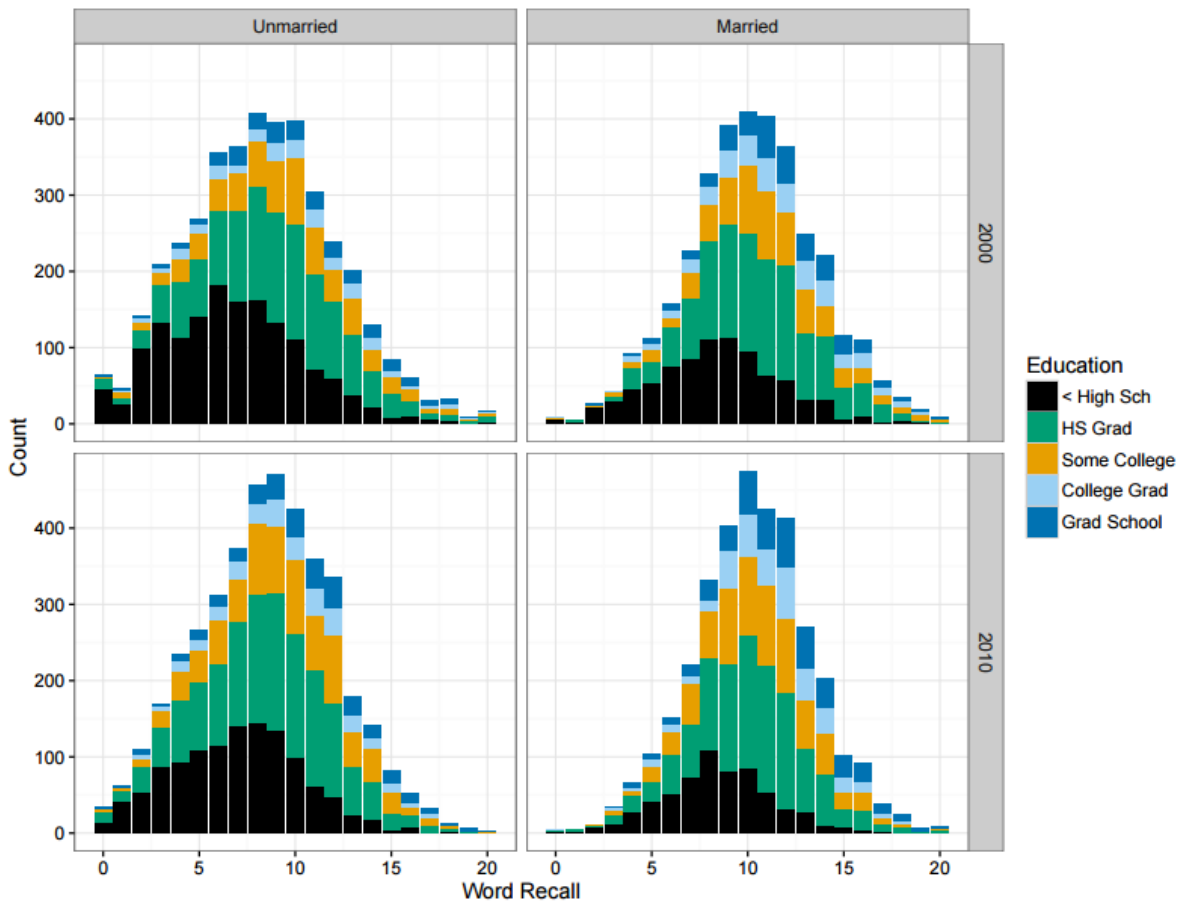 Unmarried
Married
400
300
200
100
0
2000
400
300
200
100
0
2010
Count
0 5 10 15 20
0 5 10 15 20
Word Recall
Education
< High Sch
HS Grad
Some College
College Grad
Grad School